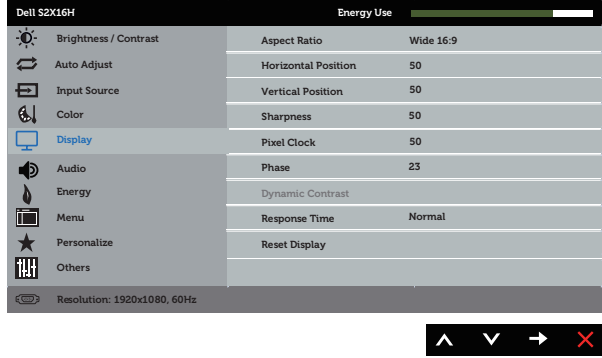 Dell S2X16H Energy Use
Brightness / Contrast Aspect Ratio Wide 16:9
Auto Adjust Horizontal Position 50
Input Source Vertical Position 50
Color Sharpness 50
Display Pixel Clock 50
Audio Phase 23
Energy Dynamic Contrast
Menu Response Time Normal
Personalize Reset Display
Others
Resolution: 1920x1080, 60Hz